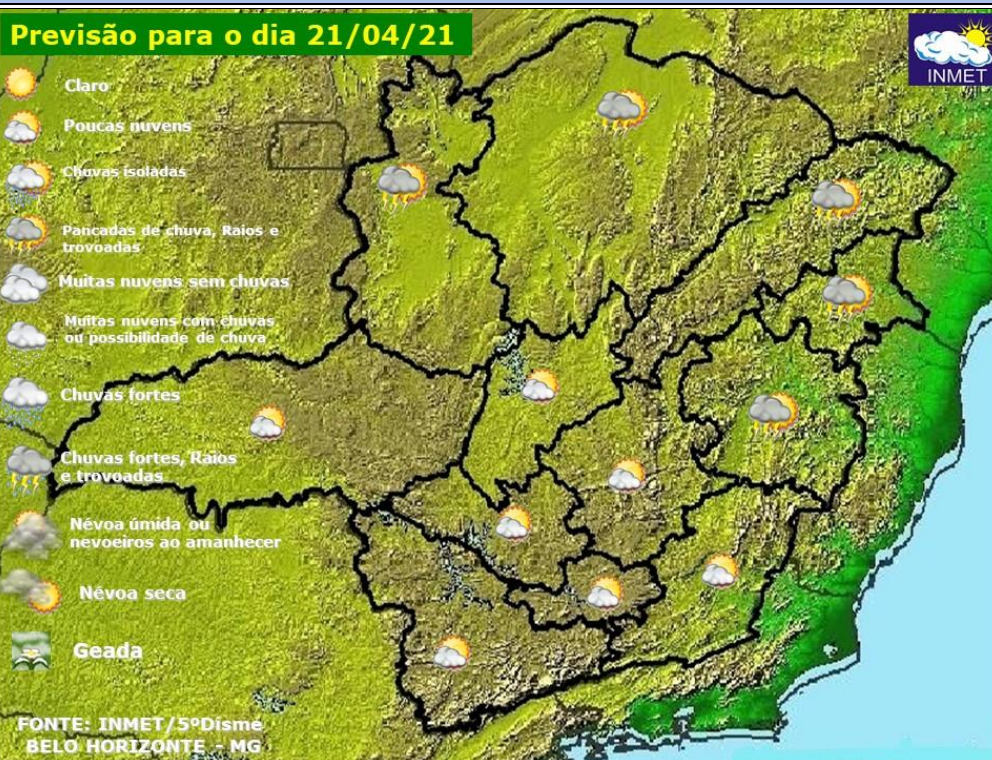 Previsão para o dia 21/04/21
INMET
Claro
Poucas nuvens
Chuvas isoladas
Pancadas de chuva, Raios e
trovoadas
Muitas nuvens sem chuvas
Muitas nuvens com chuvas
ou possibilidade de chuva
Chuvas fortes
Chuvas fortes, Raios
e trovoadas
Névoa úmida ou
nevoeiros ao amanhecer
Névoa seca
Geada
FONTE: INMET/5ºDisme
BELO HORIZONTE - MG